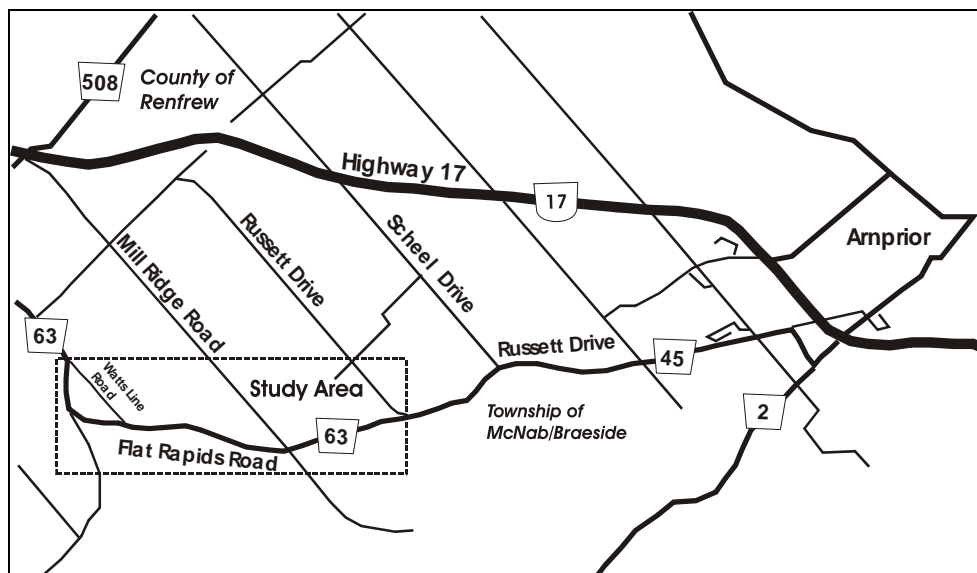 508
County of
Renfrew
Highway 17
17
Arnprior
Scheel Drive
Russett Drive
Mill Ridge Road
63
Russett Drive
45
Watts Line
Road
Study Area
2
Township of
McNab/Braeside
63
Flat Rapids Road